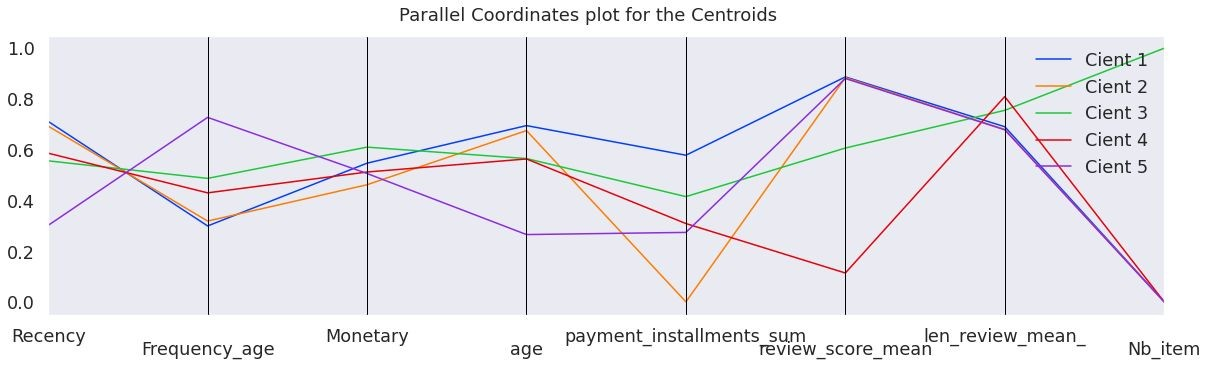 Parallel Coordinates plot for the Centroids
1.0
0.8
0.6
0.4
0.2
0.0
Cient 1
Cient 2
Cient 3
Cient 4
Cient 5
Recency
Frequency_age
Monetary
age
payment_installments_sum
review_score_mean
len_review_mean_
Nb_item